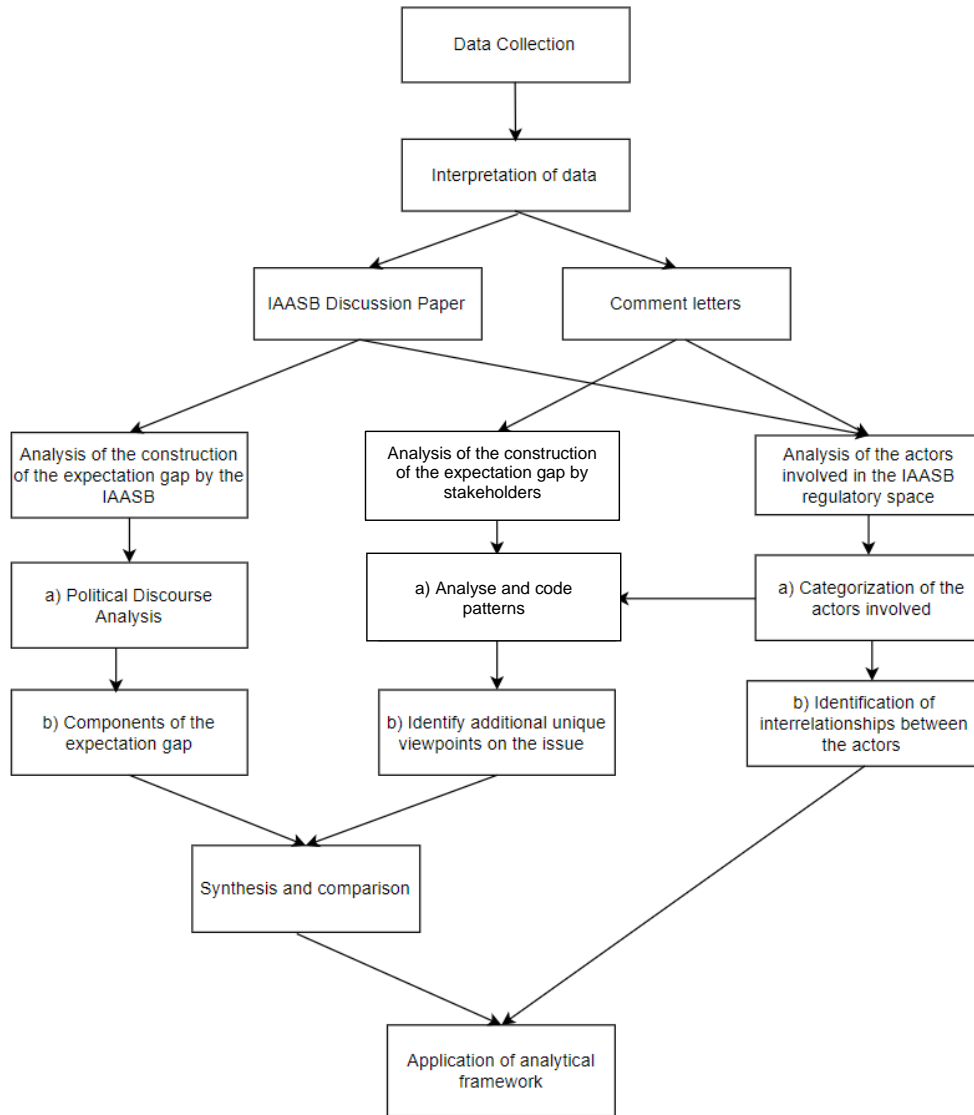 Data Collection
Interpretation of data
IAASB Discussion Paper
Comment letters
Analysis of the construction
of the expectation gap by the
IAASB
Analysis of the construction
of the expectation gap by
stakeholders
Analysis of the actors
involved in the IAASB
regulatory space
a) Political Discourse
Analysis
a) Analyse and code
patterns
a) Categorization of the
actors involved
b) Components of the
expectation gap
b) Identify additional unique
viewpoints on the issue
b) Identification of
interrelationships between
the actors
Synthesis and comparison
Application of analytical
framework